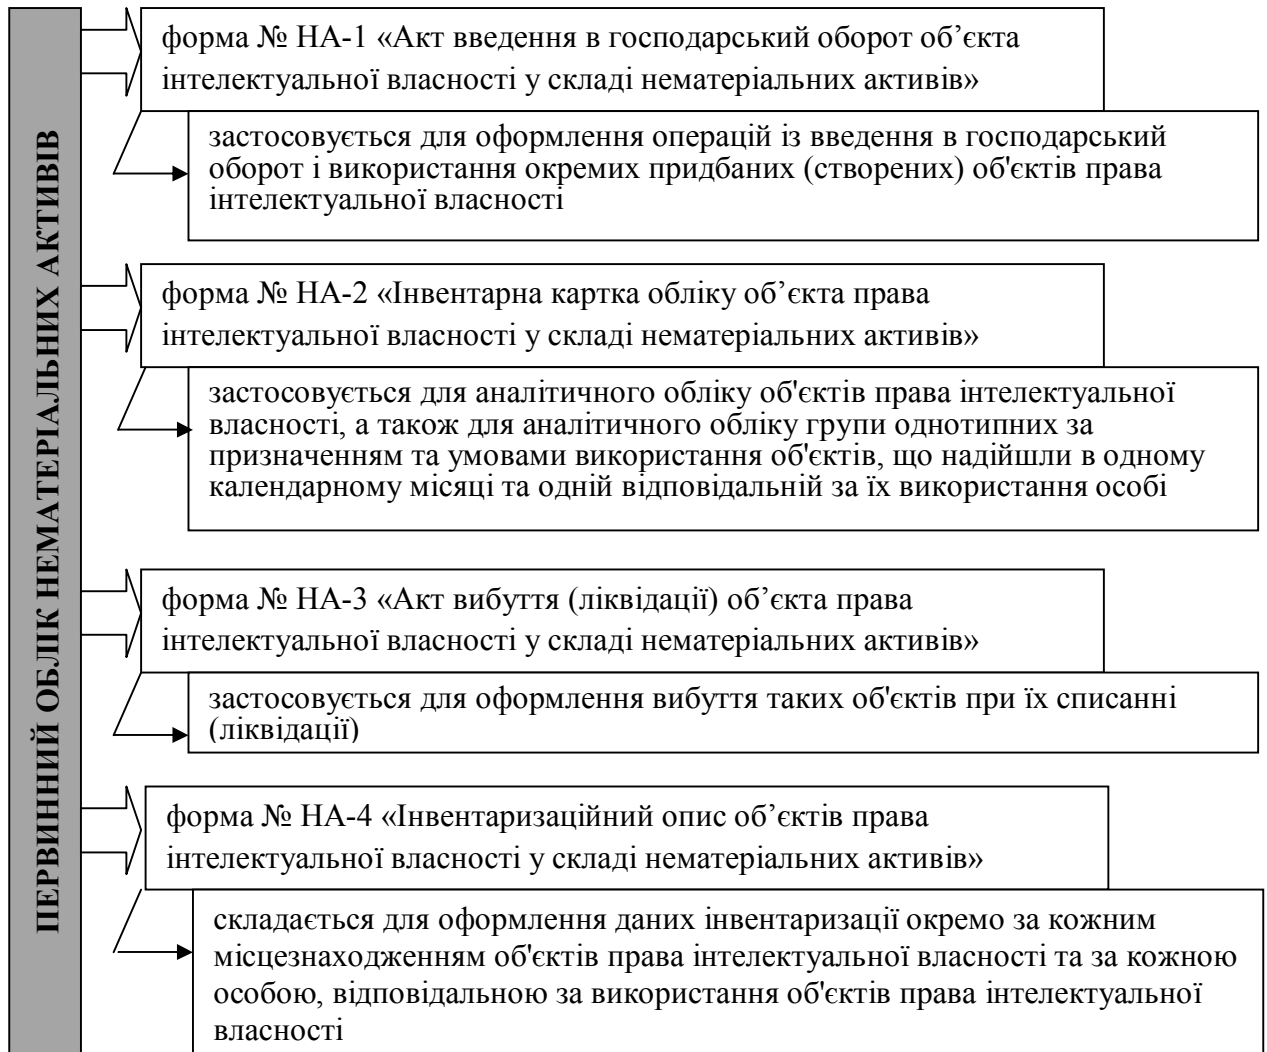 ПЕРВИННИЙ ОБЛІК НЕМАТЕРІАЛЬНИХ АКТИВІВ
форма № НА-1 «Акт введення в господарський оборот об’єкта
інтелектуальної власності у складі нематеріальних активів»
застосовується для оформлення операцій із введення в господарський
оборот і використання окремих придбаних (створених) об'єктів права
інтелектуальної власності
форма № НА-2 «Інвентарна картка обліку об’єкта права
інтелектуальної власності у складі нематеріальних активів»
застосовується для аналітичного обліку об'єктів права інтелектуальної
власності, а також для аналітичного обліку групи однотипних за
призначенням та умовами використання об'єктів, що надійшли в одному
календарному місяці та одній відповідальній за їх використання особі
форма № НА-3 «Акт вибуття (ліквідації) об’єкта права
інтелектуальної власності у складі нематеріальних активів»
застосовується для оформлення вибуття таких об'єктів при їх списанні
(ліквідації)
форма № НА-4 «Інвентаризаційний опис об’єктів права
інтелектуальної власності у складі нематеріальних активів»
складається для оформлення даних інвентаризації окремо за кожним
місцезнаходженням об'єктів права інтелектуальної власності та за кожною
особою, відповідальною за використання об'єктів права інтелектуальної
власності